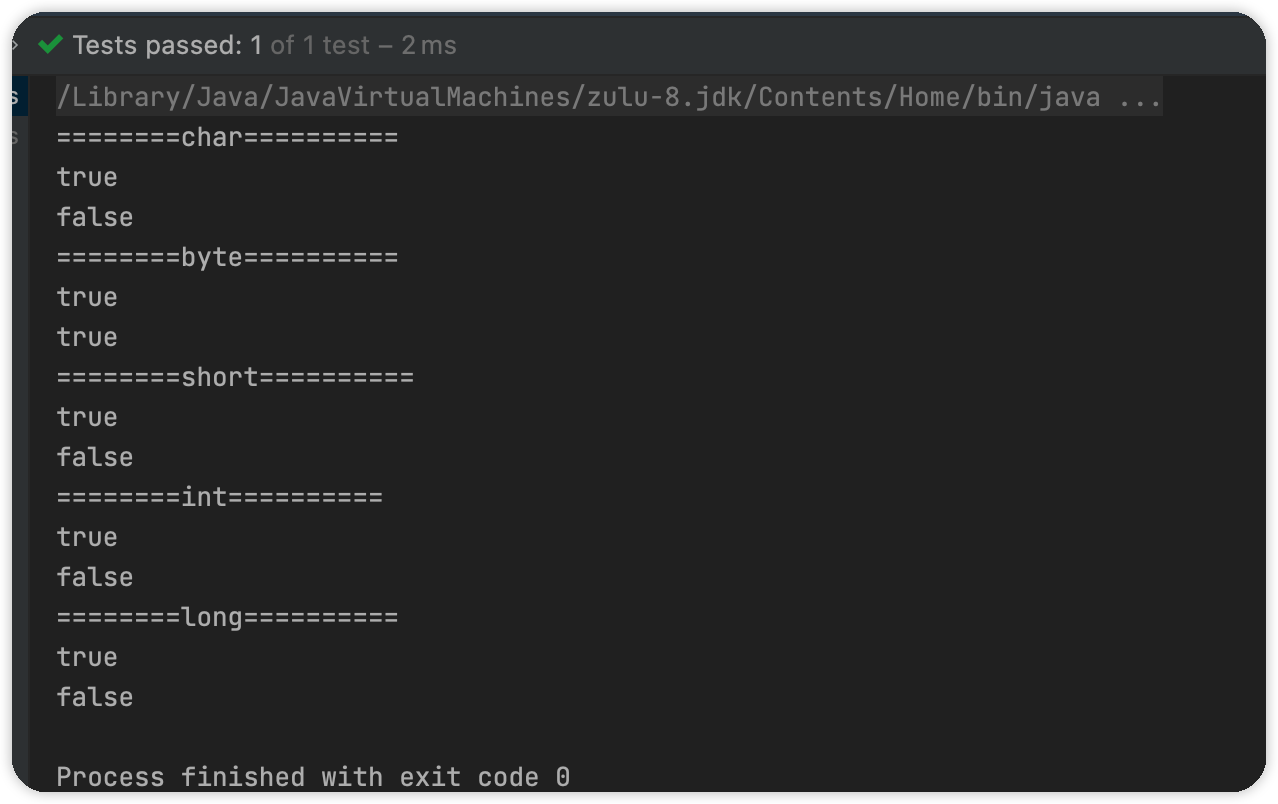 Tests passed: 1 of 1 test – 2 ms
/Library/Java/JavaVirtualMachines/zulu-8.jdk/Contents/Home/bin/java ...
========char==========
true
false
========byte==========
true
true
========short==========
true
false
========int==========
true
false
========long==========
true
false
Process finished with exit code 0